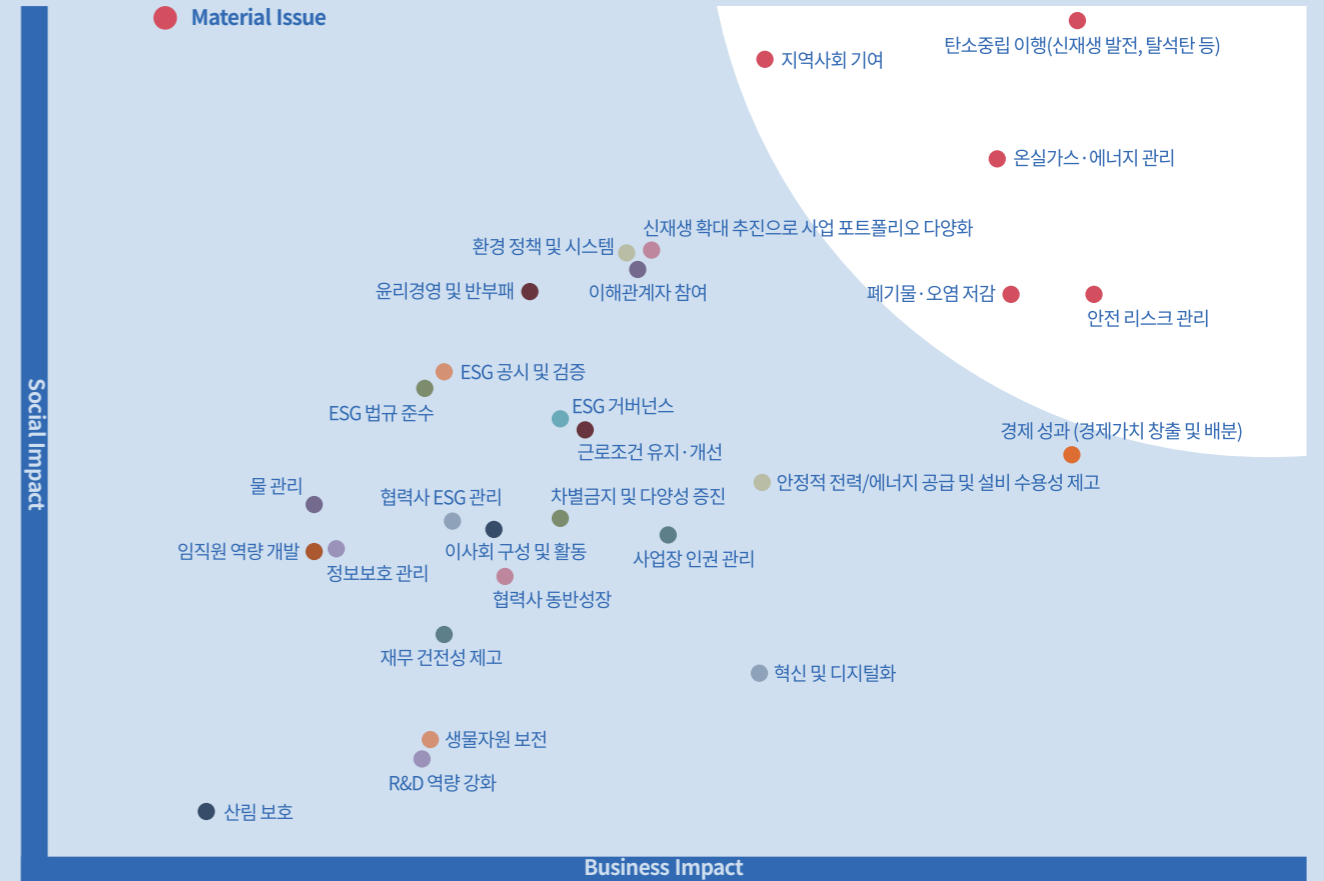 Material Issue
탄소중립 이행(신재생 발전, 탈석탄 등)
지역사회 기여
온실가스·에너지 관리
신재생 확대 추진으로 사업 포트폴리오 다양화
환경 정책 및 시스템
이해관계자 참여
윤리경영 및 반부패
폐기물·오염 저감
안전 리스크 관리
ESG 공시 및 검증
ESG 법규 준수
ESG 거버넌스
근로조건 유지·개선
경제 성과 (경제가치 창출 및 배분)
안정적 전력/에너지 공급 및 설비 수용성 제고
물 관리
협력사 ESG 관리
차별금지 및 다양성 증진
임직원 역량 개발
정보보호 관리
이사회 구성 및 활동
사업장 인권 관리
협력사 동반성장
재무 건전성 제고
혁신 및 디지털화
생물자원 보전
R&D 역량 강화
산림 보호
Social Impact
Business Impact